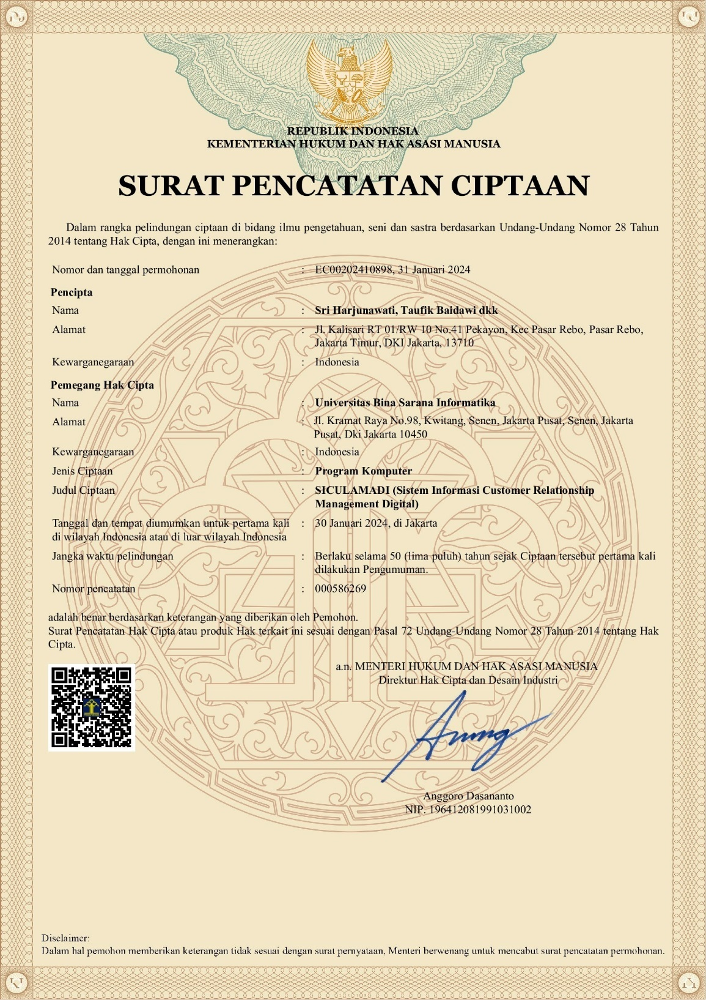 REPUBLIK INDONESIA
KEMENTERIAN HUKUM DAN HAK ASASI MANUSIA
SURAT PENCATATAN CIPTAAN
Dalam rangka pelindungan ciptaan di bidang ilmu pengetahuan, seni dan sastra berdasarkan Undang-Undang Nomor 28 Tahun
2014 tentang Hak Cipta, dengan ini menerangkan:
Nomor dan tanggal permohonan : EC00202410898, 31 Januari 2024
Pencipta
Nama : Sri Harjunawati, Taufik Baidawi dkk
Alamat : Jl. Kalisari RT 01/RW 10 No.41 Pekayon, Kec Pasar Rebo, Pasar Rebo,
Jakarta Timur, DKI Jakarta, 13710
Kewarganegaraan : Indonesia
Pemegang Hak Cipta
Nama : Universitas Bina Sarana Informatika
Alamat : Jl. Kramat Raya No.98, Kwitang, Senen, Jakarta Pusat, Senen, Jakarta
Pusat, Dki Jakarta 10450
Kewarganegaraan : Indonesia
Jenis Ciptaan : Program Komputer
Judul Ciptaan : SICULAMADI (Sistem Informasi Customer Relationship
Management Digital)
Tanggal dan tempat diumumkan untuk pertama kali : 30 Januari 2024, di Jakarta
di wilayah Indonesia atau di luar wilayah Indonesia
Jangka waktu pelindungan : Berlaku selama 50 (lima puluh) tahun sejak Ciptaan tersebut pertama kali
dilakukan Pengumuman.
Nomor pencatatan : 000586269
adalah benar berdasarkan keterangan yang diberikan oleh Pemohon.
Surat Pencatatan Hak Cipta atau produk Hak terkait ini sesuai dengan Pasal 72 Undang-Undang Nomor 28 Tahun 2014 tentang Hak
Cipta.
a.n. MENTERI HUKUM DAN HAK ASASI MANUSIA
Direktur Hak Cipta dan Desain Industri
Anggoro Dasananto
NIP. 196412081991031002
Disclaimer:
Dalam hal pemohon memberikan keterangan tidak sesuai dengan surat pernyataan, Menteri berwenang untuk mencabut surat pencatatan permohonan.